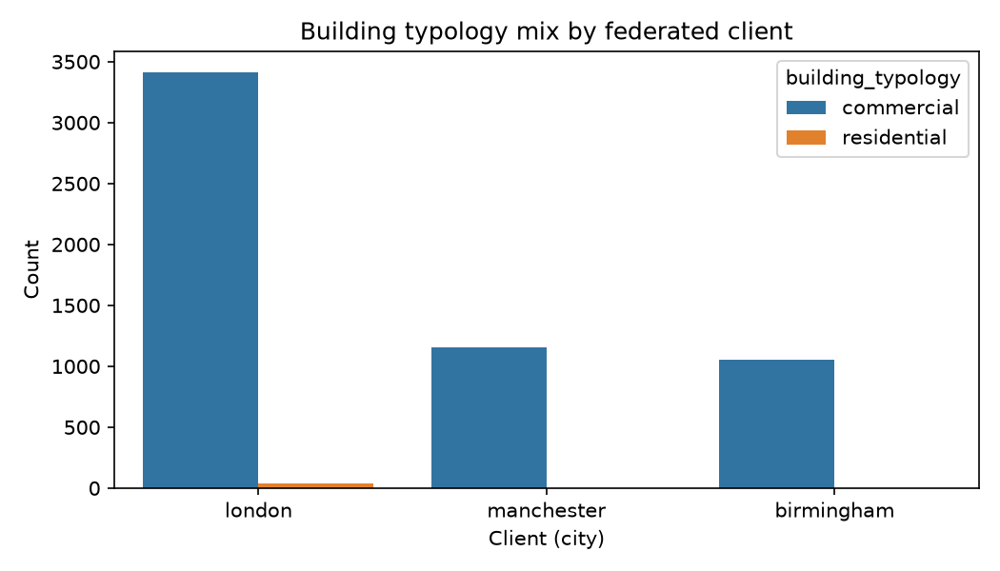 Building typology mix by federated client
building_typology
commercial
residential
3500
3000
2500
2000
1500
1000
500
0
Count
london
manchester
birmingham
Client (city)